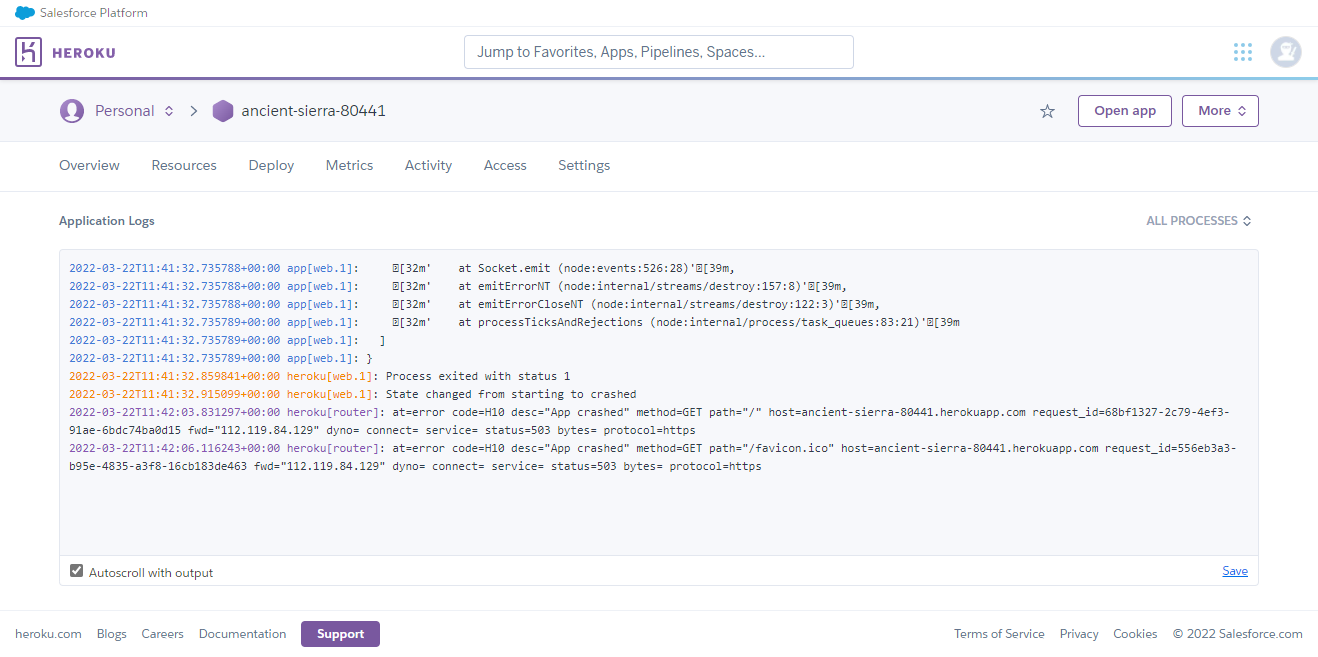 Salesforce Platform
HEROKU
Jump to Favorites, Apps, Pipelines, Spaces...
Personal
ancient-sierra-80441
Open app
More
Overview
Resources
Deploy
Metrics
Activity
Access
Settings
Application Logs
ALL PROCESSES
2022-03-22T11:41:32.735788+00:00 app[web.1]:     [32m'    at Socket.emit (node:events:526:28)'[39m,
2022-03-22T11:41:32.735788+00:00 app[web.1]:     [32m'    at emitErrorNT (node:internal/streams/destroy:157:8)'[39m,
2022-03-22T11:41:32.735788+00:00 app[web.1]:     [32m'    at emitErrorCloseNT (node:internal/streams/destroy:122:3)'[39m,
2022-03-22T11:41:32.735789+00:00 app[web.1]:     [32m'    at processTicksAndRejections (node:internal/process/task_queues:83:21)'[39m
2022-03-22T11:41:32.735789+00:00 app[web.1]:   ]
2022-03-22T11:41:32.735789+00:00 app[web.1]: }
2022-03-22T11:41:32.859841+00:00 heroku[web.1]: Process exited with status 1
2022-03-22T11:41:32.915099+00:00 heroku[web.1]: State changed from starting to crashed
2022-03-22T11:42:03.831297+00:00 heroku[router]: at=error code=H10 desc="App crashed" method=GET path="/" host=ancient-sierra-80441.herokuapp.com request_id=68bf1327-2c79-4ef3-
91ae-6bdc74ba0d15 fwd="112.119.84.129" dyno= connect= service= status=503 bytes= protocol=https
2022-03-22T11:42:06.116243+00:00 heroku[router]: at=error code=H10 desc="App crashed" method=GET path="/favicon.ico" host=ancient-sierra-80441.herokuapp.com request_id=556eb3a3-
b95e-4835-a3f8-16cb183de463 fwd="112.119.84.129" dyno= connect= service= status=503 bytes= protocol=https
Autoscroll with output
Save
heroku.com
Blogs
Careers
Documentation
Support
Terms of Service
Privacy
Cookies
© 2022 Salesforce.com